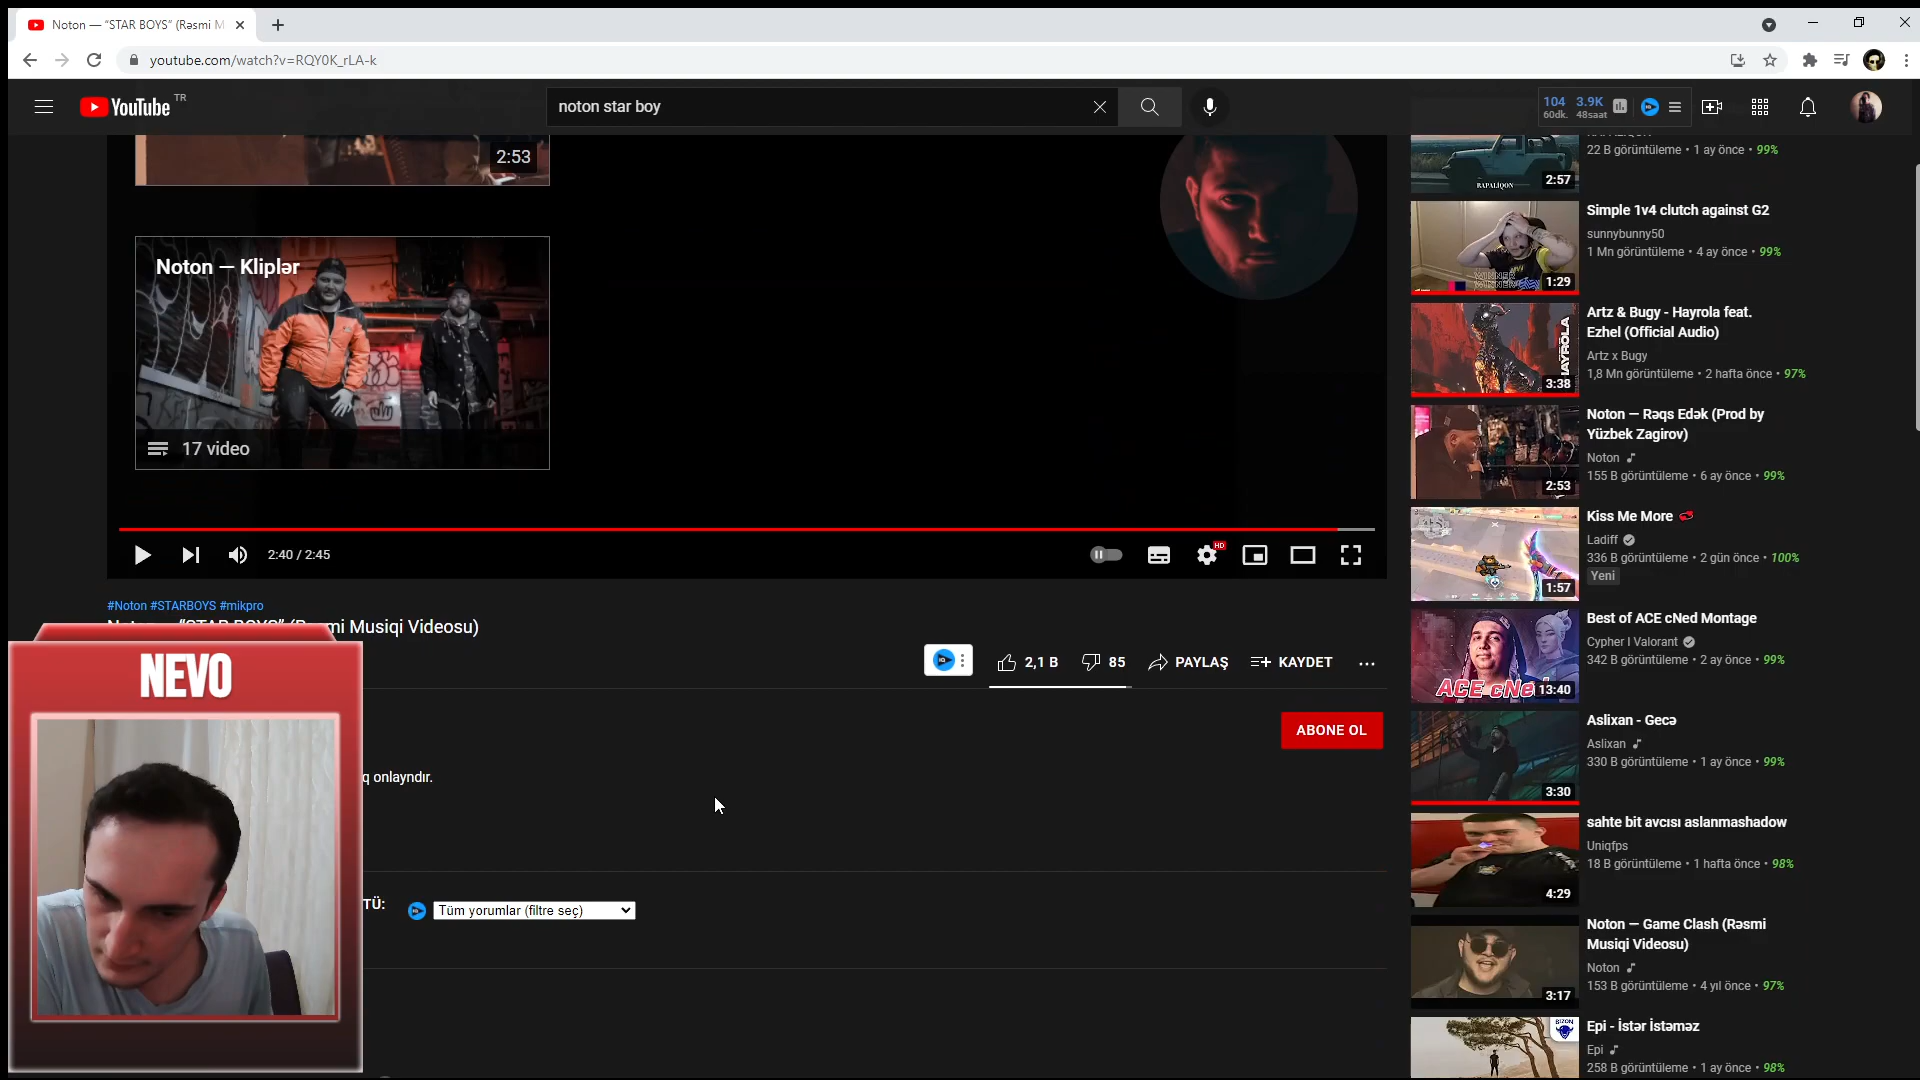 Noton — “STAR BOYS” (Rəsmi M
youtube.com/watch?v=RQY0K_rLA-k
YouTube TR
noton star boy
104 3.9K
60dk. 48saat
2:53
Noton — Kliplər
17 video
2:40 / 2:45
HD
#Noton #STARBOYS #mikpro
mi Musiqi Videosu)
2,1 B
85
PAYLAŞ
KAYDET
ABONE OL
q onlayndır.
TÜ:
Tüm yorumlar (filtre seç)
NEVO
22 B görüntüleme • 1 ay önce • 99%
RAPALİQON
2:57
Simple 1v4 clutch against G2
sunnybunny50
1 Mn görüntüleme • 4 ay önce • 99%
WINNER
1:29
Artz & Bugy - Hayrola feat.
Ezhel (Official Audio)
Artz x Bugy
1,8 Mn görüntüleme • 2 hafta önce • 97%
HAYROLA
3:38
Noton — Rəqs Edək (Prod by
Yüzbek Zagirov)
Noton
155 B görüntüleme • 6 ay önce • 99%
2:53
Kiss Me More
Ladiff
336 B görüntüleme • 2 gün önce • 100%
Yeni
1:57
Best of ACE cNed Montage
Cypher I Valorant
342 B görüntüleme • 2 ay önce • 99%
ACE cNe
13:40
Aslixan - Gecə
Aslixan
330 B görüntüleme • 1 ay önce • 99%
3:30
sahte bit avcısı aslanmashadow
Uniqfps
18 B görüntüleme • 1 hafta önce • 98%
4:29
Noton — Game Clash (Rəsmi
Musiqi Videosu)
Noton
153 B görüntüleme • 4 yıl önce • 97%
3:17
Epi - İstər İstəməz
Epi
258 B görüntüleme • 1 ay önce • 98%
BIZON